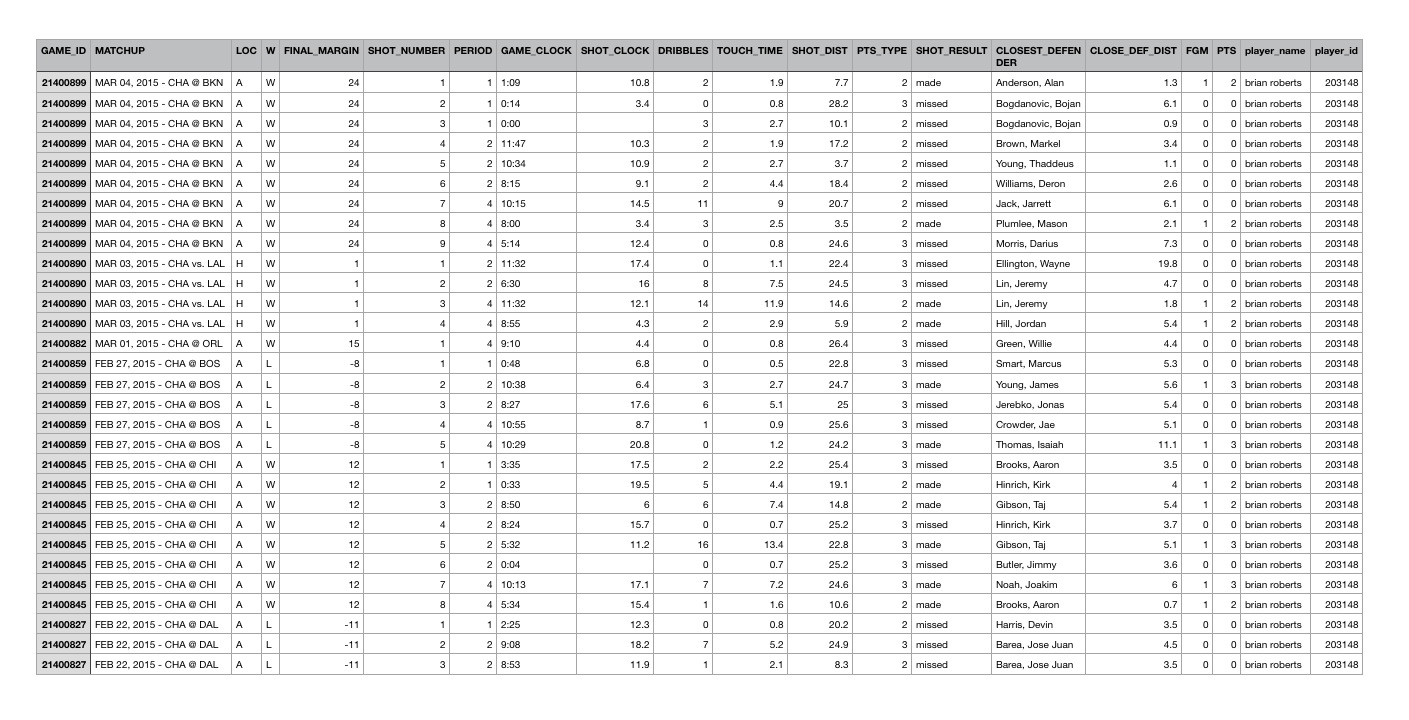 GAME_ID MATCHUP LOC W FINAL_MARGIN SHOT_NUMBER PERIOD GAME_CLOCK SHOT_CLOCK DRIBBLES TOUCH_TIME SHOT_DIST PTS_TYPE SHOT_RESULT CLOSEST_DEFEN CLOSE_DEF_DIST FGM PTS player_name player_id
DER
21400899 MAR 04, 2015 - CHA @ BKN A W 24 1 1 1:09 10.8 2 1.9 7.7 2 made Anderson, Alan 1.3 1 2 brian roberts 203148
21400899 MAR 04, 2015 - CHA @ BKN A W 24 2 1 0:14 3.4 0 0.8 28.2 3 missed Bogdanovic, Bojan 6.1 0 0 brian roberts 203148
21400899 MAR 04, 2015 - CHA @ BKN A W 24 3 1 0:00 3 2.7 10.1 2 missed Bogdanovic, Bojan 0.9 0 0 brian roberts 203148
21400899 MAR 04, 2015 - CHA @ BKN A W 24 4 2 11:47 10.3 2 1.9 17.2 2 missed Brown, Markel 3.4 0 0 brian roberts 203148
21400899 MAR 04, 2015 - CHA @ BKN A W 24 5 2 10:34 10.9 2 2.7 3.7 2 missed Young, Thaddeus 1.1 0 0 brian roberts 203148
21400899 MAR 04, 2015 - CHA @ BKN A W 24 6 2 8:15 9.1 2 4.4 18.4 2 missed Williams, Deron 2.6 0 0 brian roberts 203148
21400899 MAR 04, 2015 - CHA @ BKN A W 24 7 4 10:15 14.5 11 9 20.7 2 missed Jack, Jarrett 6.1 0 0 brian roberts 203148
21400899 MAR 04, 2015 - CHA @ BKN A W 24 8 4 8:00 3.4 3 2.5 3.5 2 made Plumlee, Mason 2.1 1 2 brian roberts 203148
21400899 MAR 04, 2015 - CHA @ BKN A W 24 9 4 5:14 12.4 0 0.8 24.6 3 missed Morris, Darius 7.3 0 0 brian roberts 203148
21400890 MAR 03, 2015 - CHA vs. LAL H W 1 1 2 11:32 17.4 0 1.1 22.4 3 missed Ellington, Wayne 19.8 0 0 brian roberts 203148
21400890 MAR 03, 2015 - CHA vs. LAL H W 1 2 2 6:30 16 8 7.5 24.5 3 missed Lin, Jeremy 4.7 0 0 brian roberts 203148
21400890 MAR 03, 2015 - CHA vs. LAL H W 1 3 4 11:32 12.1 14 11.9 14.6 2 made Lin, Jeremy 1.8 1 2 brian roberts 203148
21400890 MAR 03, 2015 - CHA vs. LAL H W 1 4 4 8:55 4.3 2 2.9 5.9 2 made Hill, Jordan 5.4 1 2 brian roberts 203148
21400882 MAR 01, 2015 - CHA @ ORL A W 15 1 4 9:10 4.4 0 0.8 26.4 3 missed Green, Willie 4.4 0 0 brian roberts 203148
21400859 FEB 27, 2015 - CHA @ BOS A L -8 1 1 0:48 6.8 0 0.5 22.8 3 missed Smart, Marcus 5.3 0 0 brian roberts 203148
21400859 FEB 27, 2015 - CHA @ BOS A L -8 2 2 10:38 6.4 3 2.7 24.7 3 made Young, James 5.6 1 3 brian roberts 203148
21400859 FEB 27, 2015 - CHA @ BOS A L -8 3 2 8:27 17.6 6 5.1 25 3 missed Jerebko, Jonas 5.4 0 0 brian roberts 203148
21400859 FEB 27, 2015 - CHA @ BOS A L -8 4 4 10:55 8.7 1 0.9 25.6 3 missed Crowder, Jae 5.1 0 0 brian roberts 203148
21400859 FEB 27, 2015 - CHA @ BOS A L -8 5 4 10:29 20.8 0 1.2 24.2 3 made Thomas, Isaiah 11.1 1 3 brian roberts 203148
21400845 FEB 25, 2015 - CHA @ CHI A W 12 1 1 3:35 17.5 2 2.2 25.4 3 missed Brooks, Aaron 3.5 0 0 brian roberts 203148
21400845 FEB 25, 2015 - CHA @ CHI A W 12 2 1 0:33 19.5 5 4.4 19.1 2 made Hinrich, Kirk 4 1 2 brian roberts 203148
21400845 FEB 25, 2015 - CHA @ CHI A W 12 3 2 8:50 6 6 7.4 14.8 2 made Gibson, Taj 5.4 1 2 brian roberts 203148
21400845 FEB 25, 2015 - CHA @ CHI A W 12 4 2 8:24 15.7 0 0.7 25.2 3 missed Hinrich, Kirk 3.7 0 0 brian roberts 203148
21400845 FEB 25, 2015 - CHA @ CHI A W 12 5 2 5:32 11.2 16 13.4 22.8 3 made Gibson, Taj 5.1 1 3 brian roberts 203148
21400845 FEB 25, 2015 - CHA @ CHI A W 12 6 2 0:04 0 0.7 25.2 3 missed Butler, Jimmy 3.6 0 0 brian roberts 203148
21400845 FEB 25, 2015 - CHA @ CHI A W 12 7 4 10:13 17.1 7 7.2 24.6 3 made Noah, Joakim 6 1 3 brian roberts 203148
21400845 FEB 25, 2015 - CHA @ CHI A W 12 8 4 5:34 15.4 1 1.6 10.6 2 made Brooks, Aaron 0.7 1 2 brian roberts 203148
21400827 FEB 22, 2015 - CHA @ DAL A L -11 1 1 2:25 12.3 0 0.8 20.2 2 missed Harris, Devin 3.5 0 0 brian roberts 203148
21400827 FEB 22, 2015 - CHA @ DAL A L -11 2 2 9:08 18.2 7 5.2 24.9 3 missed Barea, Jose Juan 4.5 0 0 brian roberts 203148
21400827 FEB 22, 2015 - CHA @ DAL A L -11 3 2 8:53 11.9 1 2.1 8.3 2 missed Barea, Jose Juan 3.5 0 0 brian roberts 203148